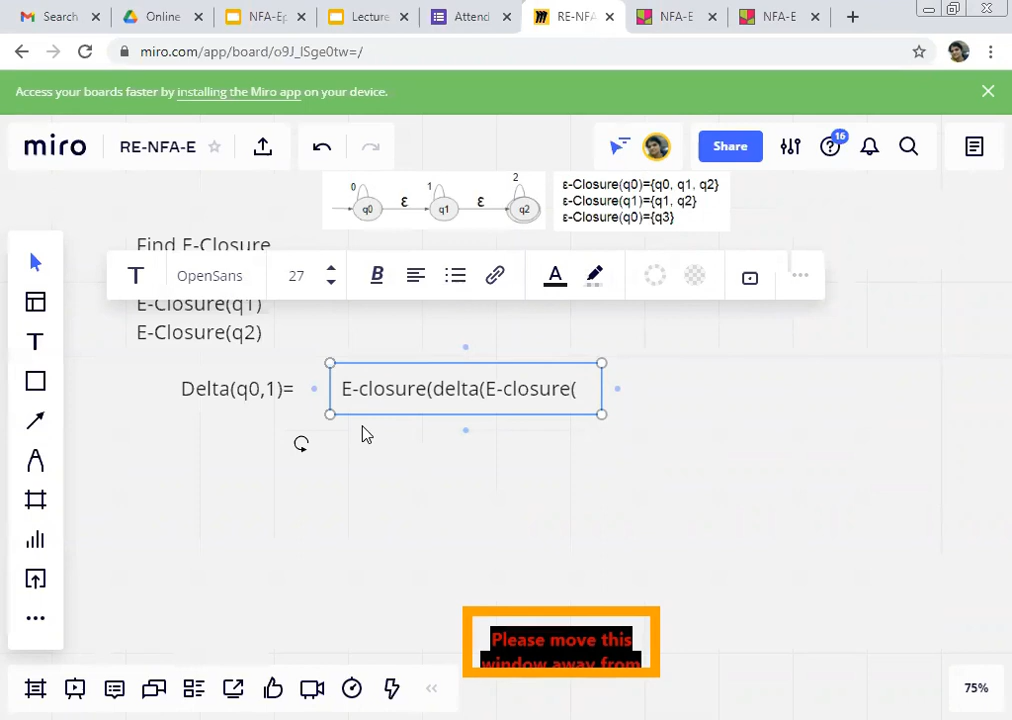 Search
Online
NFA-Ep
Lecture
Attend
RE-NFA-
NFA-E
NFA-E
miro.com/app/board/o9J_lSge0tw=/
Access your boards faster by installing the Miro app on your device.
miro
RE-NFA-E
Share
16
0
1
2
q0
ε
q1
ε
q2
ε-Closure(q0)={q0, q1, q2}
ε-Closure(q1)={q1, q2}
ε-Closure(q0)={q3}
Find E-Closure
T
OpenSans
27
B
A
E-Closure(q1)
E-Closure(q2)
Delta(q0,1)=
E-closure(delta(E-closure(
Please move this
window away from
75%